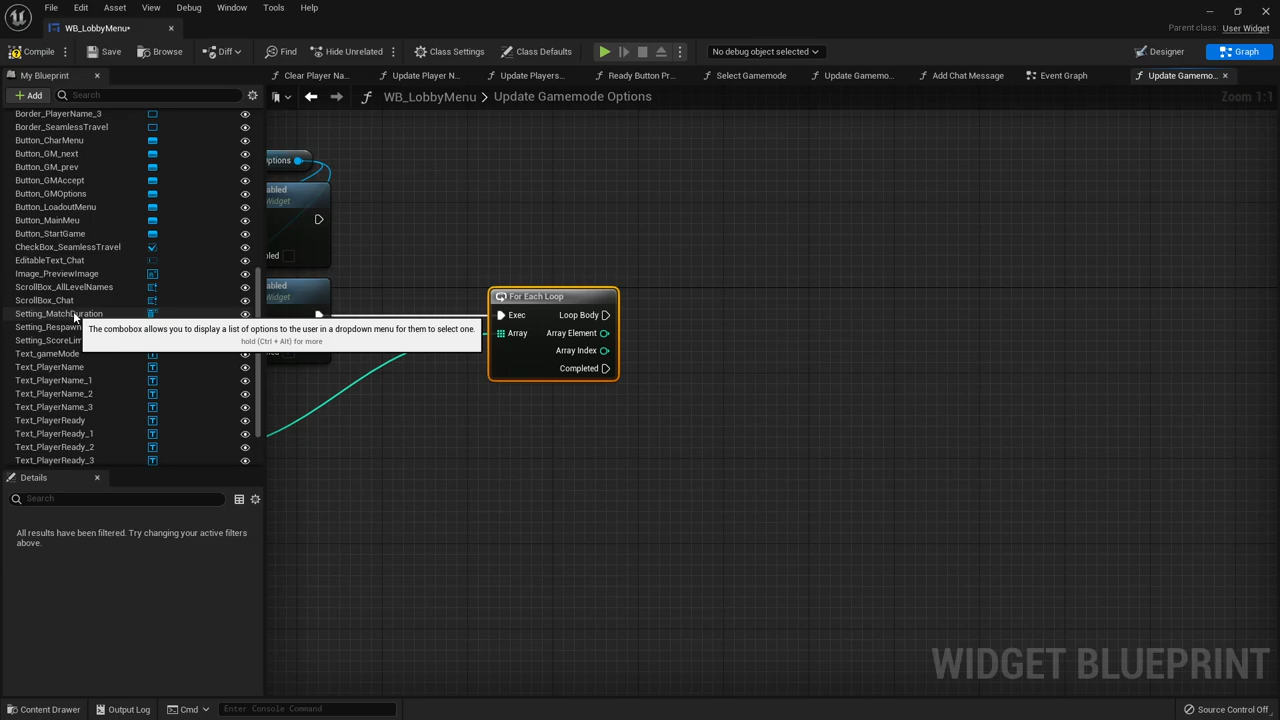 File Edit Asset View Debug Window Tools Help
WB_LobbyMenu•
Parent class: User Widget
Compile Save Browse Diff Find Hide Unrelated Class Settings Class Defaults No debug object selected Designer Graph
My Blueprint Clear Player Na... Update Player N... Update Players... Ready Button Pr... Select Gamemode Update Gamemo... Add Chat Message Event Graph Update Gamemo...
Add Search WB_LobbyMenu > Update Gamemode Options Zoom 1:1
Border_PlayerName_3
Border_SeamlessTravel
Button_CharMenu
Button_GM_next
Button_GM_prev
Button_GMAccept
Button_GMOptions
Button_LoadoutMenu
Button_MainMeu
Button_StartGame
CheckBox_SeamlessTravel
EditableText_Chat
Image_PreviewImage
ScrollBox_AllLevelNames
ScrollBox_Chat
Setting_MatchDuration
Setting_Respawn
Setting_ScoreLim
Text_gameMode
Text_PlayerName
Text_PlayerName_1
Text_PlayerName_2
Text_PlayerName_3
Text_PlayerReady
Text_PlayerReady_1
Text_PlayerReady_2
Text_PlayerReady_3
The combobox allows you to display a list of options to the user in a dropdown menu for them to select one.
hold (Ctrl + Alt) for more
Options
abled
Widget
bled
abled
Widget
For Each Loop
Exec Loop Body
Array Array Element
Array Index
Completed
Details
Search
All results have been filtered. Try changing your active filters
above.
WIDGET BLUEPRINT
Content Drawer Output Log Cmd Enter Console Command Source Control Off